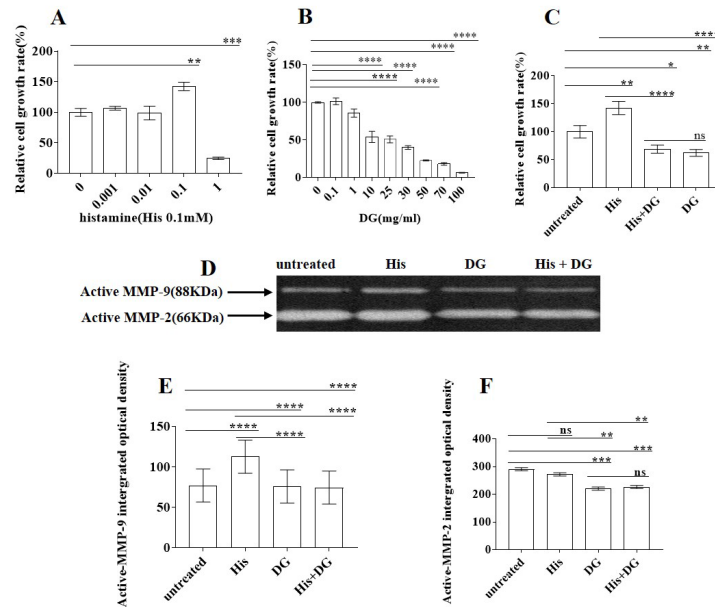 A
Relative cell growth rate(%)
***
**
200
150
100
50
0
0
0.001
0.01
0.1
1
histamine(His 0.1mM)
B
Relative cell growth rate(%)
****
****
****
****
****
****
150
100
50
0
0
0.1
1
10
25
30
50
70
100
DG(mg/ml)
C
Relative cell growth rate(%)
****
**
*
**
****
ns
200
150
100
50
0
untreated
His
His+DG
DG
D
untreated His DG His + DG
Active MMP-9(88KDa)
Active MMP-2(66KDa)
E
Active-MMP-9 intergrated optical density
****
****
****
****
****
150
100
50
0
untreated
His
DG
His+DG
F
Active-MMP-2 intergrated optical density
**
ns
**
***
***
ns
400
300
200
100
0
untreated
His
DG
His+DG